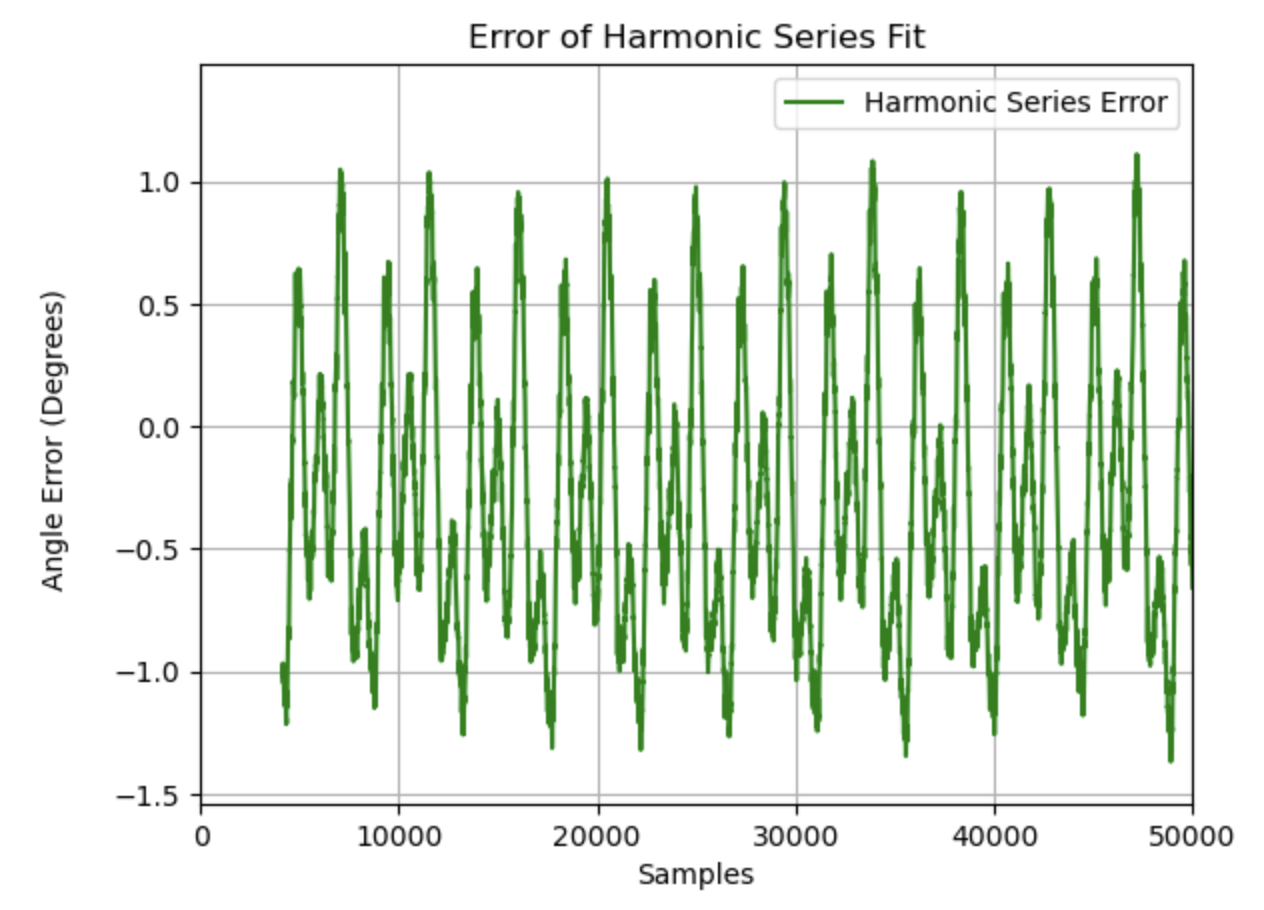 Error of Harmonic Series Fit
Harmonic Series Error
Angle Error (Degrees)
1.0
0.5
0.0
−0.5
−1.0
−1.5
0 10000 20000 30000 40000 50000
Samples